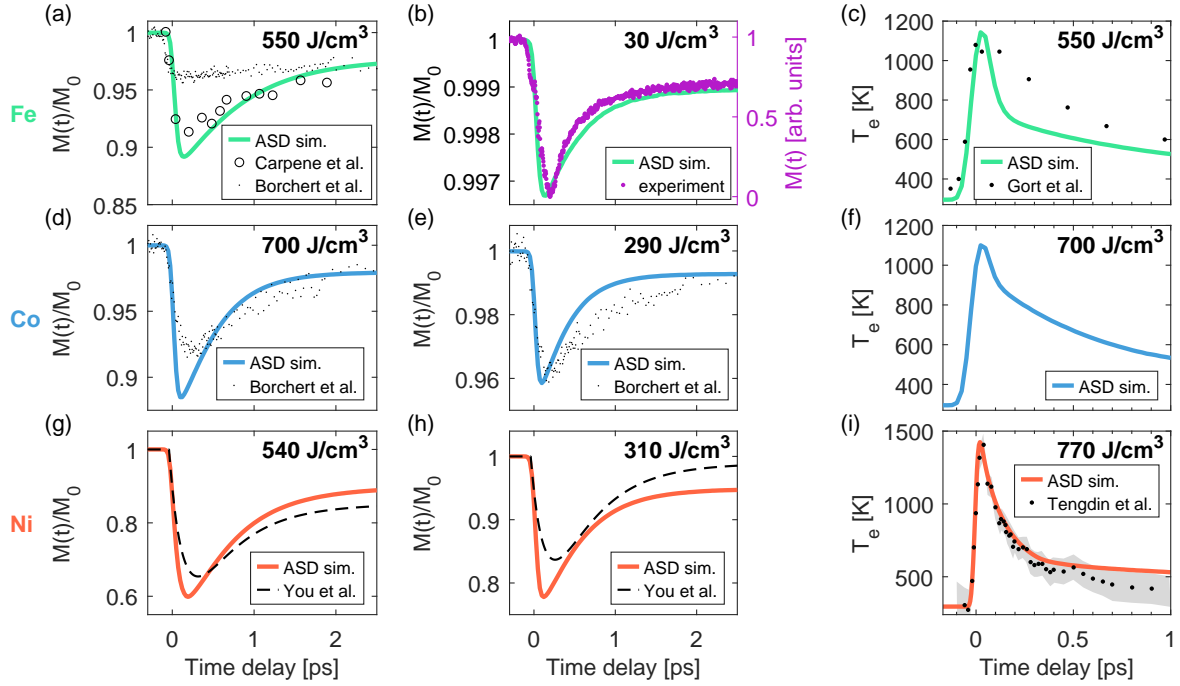 (a)
550 J/cm³
1
0.95
0.9
0.85
M(t)/M₀
Fe
ASD sim.
Carpene et al.
Borchert et al.
(b)
30 J/cm³
1
0.999
0.998
0.997
M(t)/M₀
ASD sim.
experiment
1
0.5
0
M(t) [arb. units]
(c)
550 J/cm³
1200
1000
800
600
400
Tₑ [K]
ASD sim.
Gort et al.
(d)
700 J/cm³
1
0.95
0.9
M(t)/M₀
Co
ASD sim.
Borchert et al.
(e)
290 J/cm³
1
0.98
0.96
M(t)/M₀
ASD sim.
Borchert et al.
(f)
700 J/cm³
1200
1000
800
600
400
Tₑ [K]
ASD sim.
(g)
540 J/cm³
1
0.8
0.6
M(t)/M₀
Ni
ASD sim.
You et al.
0 1 2
Time delay [ps]
(h)
310 J/cm³
1
0.9
0.8
M(t)/M₀
ASD sim.
You et al.
0 1 2
Time delay [ps]
(i)
770 J/cm³
1500
1000
500
Tₑ [K]
ASD sim.
Tengdin et al.
0 0.5 1
Time delay [ps]